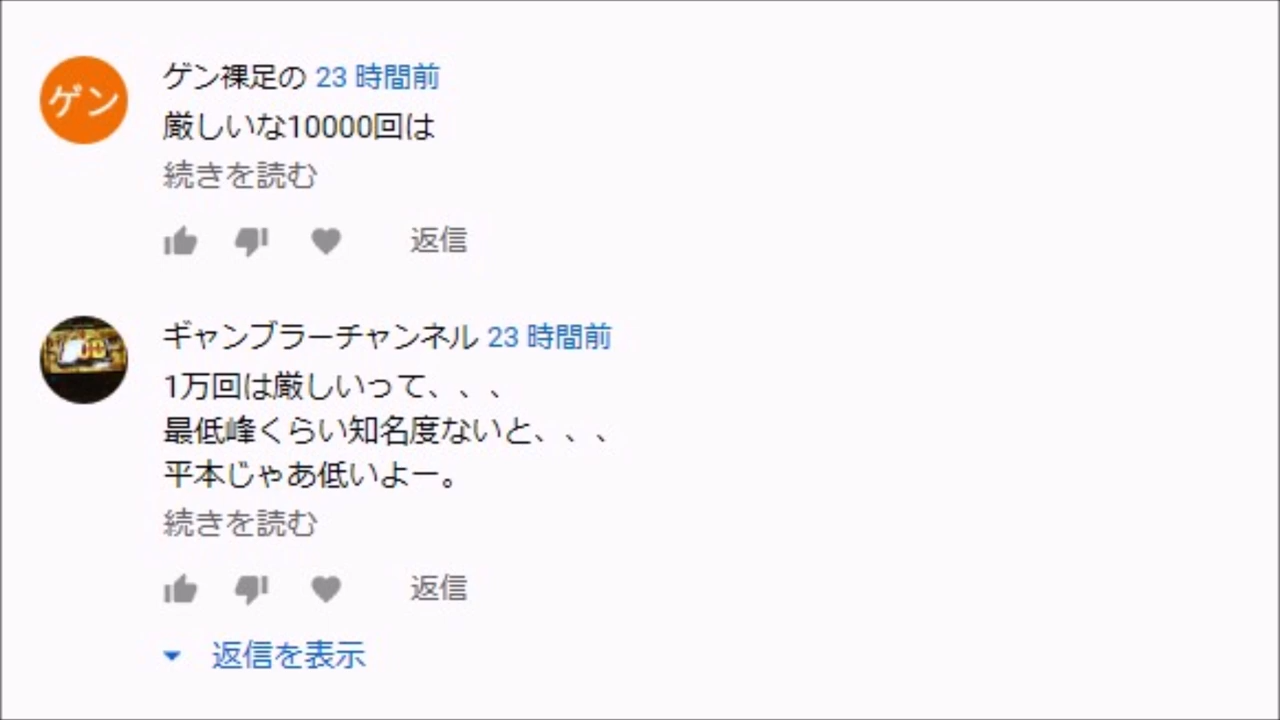 ゲン
ゲン裸足の 23 時間前
厳しいな10000回は
続きを読む
返信
ギャンブラーチャンネル 23 時間前
1万回は厳しいって、、、
最低峰くらい知名度ないと、、、
平本じゃあ低いよー。
続きを読む
返信
返信を表示